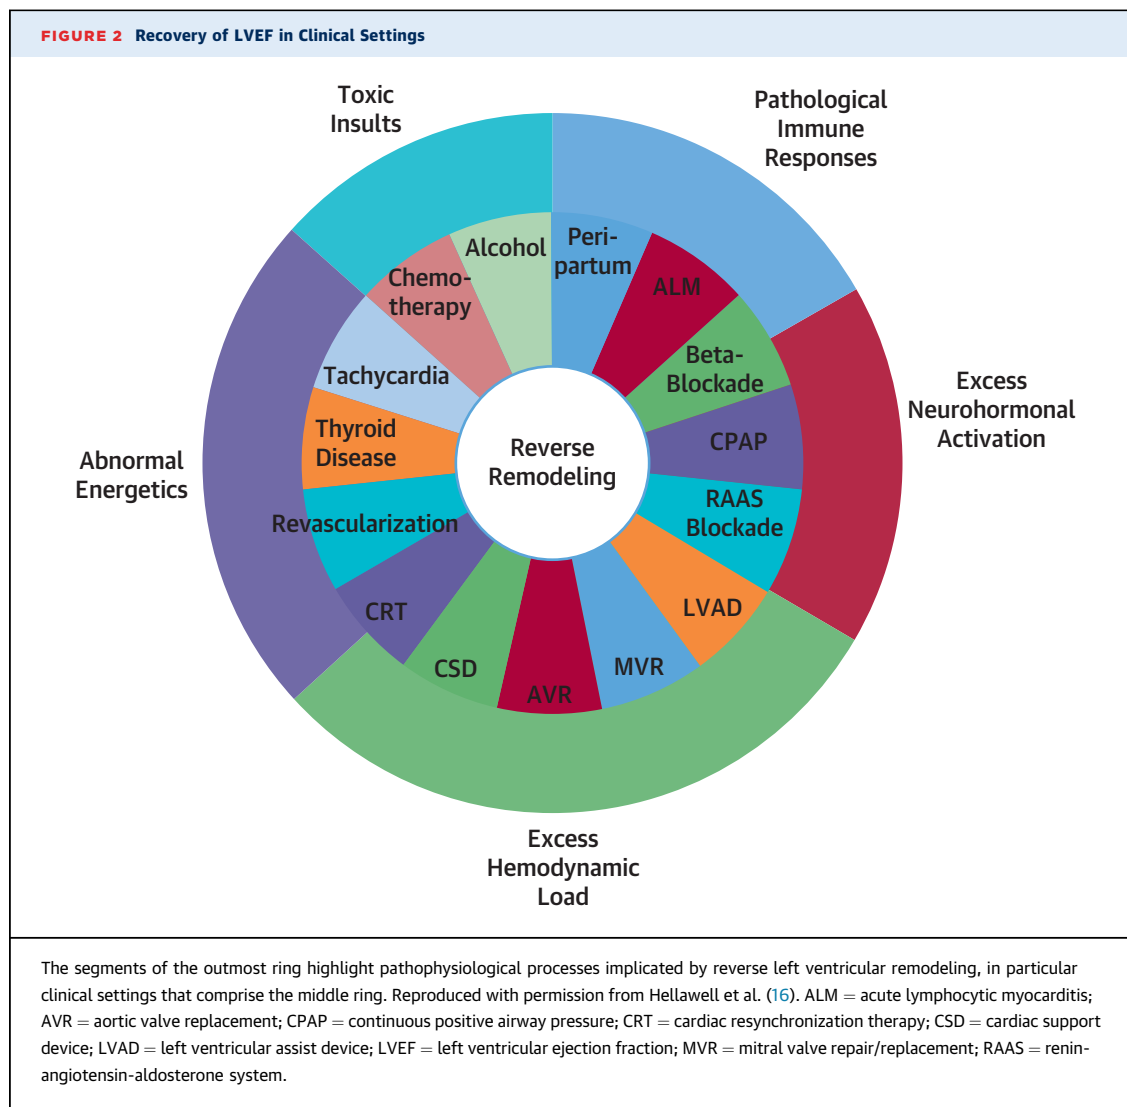 FIGURE 2 Recovery of LVEF in Clinical Settings
Toxic
Insults
Pathological
Immune
Responses
Alcohol
Peri-
partum
Chemo-
therapy
ALM
Beta-
Blockade
Tachycardia
Excess
Neurohormonal
Activation
Thyroid
Disease
CPAP
Reverse
Remodeling
Abnormal
Energetics
RAAS
Blockade
Revascularization
LVAD
CRT
CSD
MVR
AVR
Excess
Hemodynamic
Load
The segments of the outmost ring highlight pathophysiological processes implicated by reverse left ventricular remodeling, in particular
clinical settings that comprise the middle ring. Reproduced with permission from Hellawell et al. (16). ALM = acute lymphocytic myocarditis;
AVR = aortic valve replacement; CPAP = continuous positive airway pressure; CRT = cardiac resynchronization therapy; CSD = cardiac support
device; LVAD = left ventricular assist device; LVEF = left ventricular ejection fraction; MVR = mitral valve repair/replacement; RAAS = renin-
angiotensin-aldosterone system.